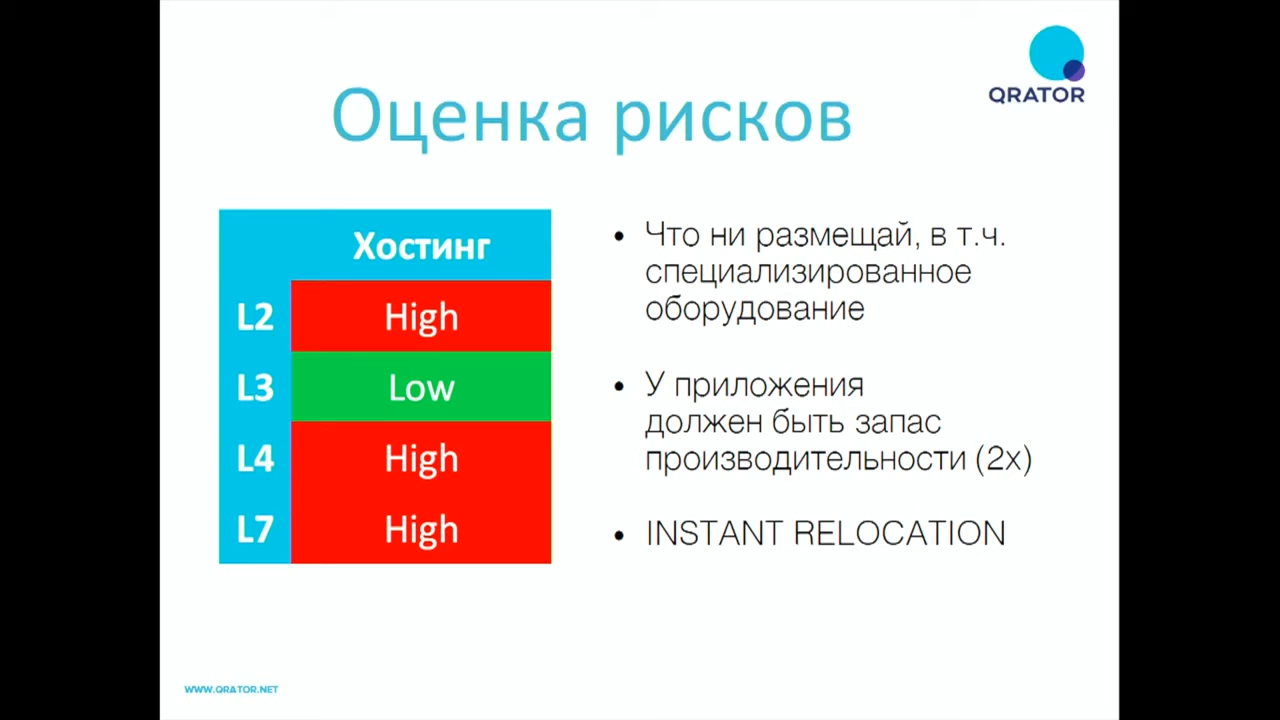 QRATOR
Оценка рисков
Хостинг
L2 High
L3 Low
L4 High
L7 High
• Что ни размещай, в т.ч.
специализированное
оборудование
• У приложения
должен быть запас
производительности (2x)
• INSTANT RELOCATION
WWW.QRATOR.NET